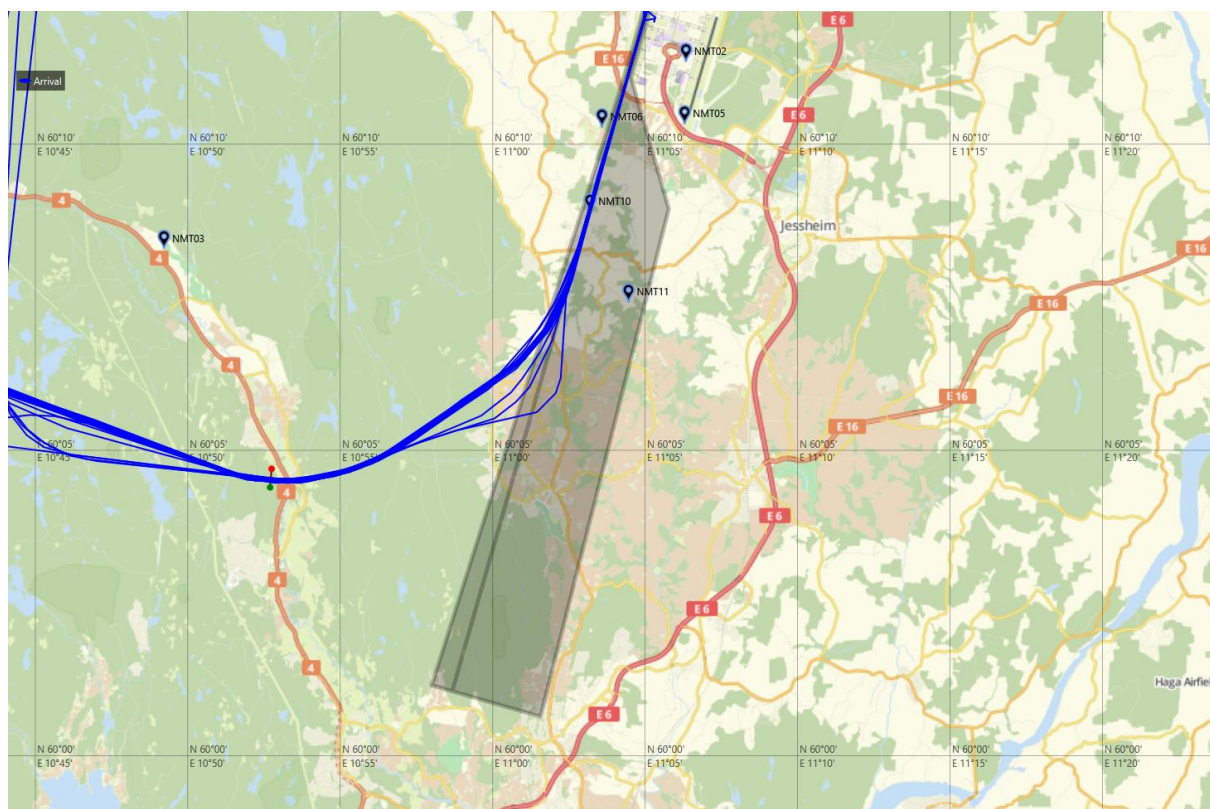 E 6
NMT02
E 16
Arrival
NMT05
NMT06
E 6
N 60°10' N 60°10' N 60°10' N 60°10' N 60°10' N 60°10' N 60°10' N 60°10'
E 10°45' E 10°50' E 10°55' E 11°00' E 11°05' E 11°10' E 11°15' E 11°20'
4
NMT10
Jessheim
NMT03
4
E 16
NMT11
E 16
4
E 16
E 16
N 60°05' N 60°05' N 60°05' N 60°05' N 60°05' N 60°05' N 60°05' N 60°05'
E 10°45' E 10°50' E 10°55' E 11°00' E 11°05' E 11°10' E 11°15' E 11°20'
4
E 6
4
E 6
4
Haga Airfiel
E 6
N 60°00' N 60°00' N 60°00' N 60°00' N 60°00' N 60°00' N 60°00' N 60°00'
E 10°45' E 10°50' E 10°55' E 11°00' E 11°05' E 11°10' E 11°15' E 11°20'